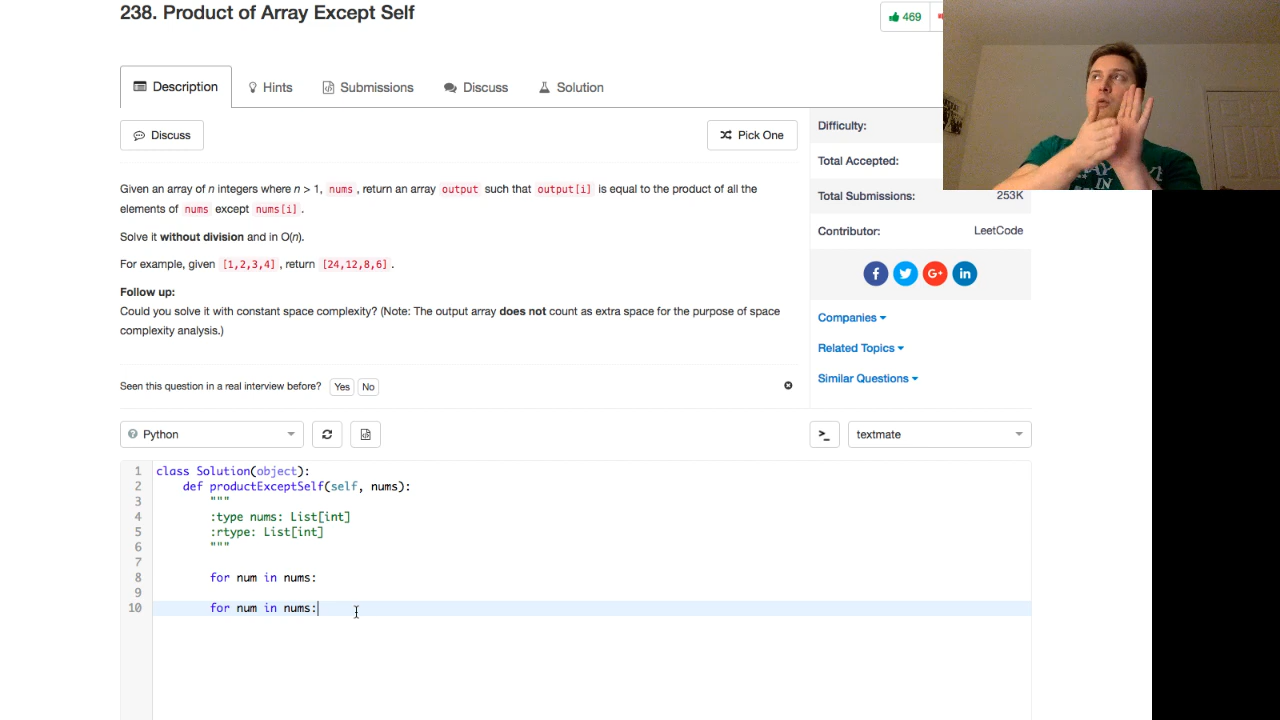 238. Product of Array Except Self
469
Description
Hints
Submissions
Discuss
Solution
Discuss
Pick One
Given an array of n integers where n > 1, nums, return an array output such that output[i] is equal to the product of all the
elements of nums except nums[i].
Solve it without division and in O(n).
For example, given [1,2,3,4], return [24,12,8,6].
Follow up:
Could you solve it with constant space complexity? (Note: The output array does not count as extra space for the purpose of space
complexity analysis.)
Seen this question in a real interview before? Yes No
Difficulty:
Total Accepted:
Total Submissions: 253K
Contributor: LeetCode
f
G+
in
Companies
Related Topics
Similar Questions
Python
>_
textmate
1 class Solution(object):
2 def productExceptSelf(self, nums):
3 """
4 :type nums: List[int]
5 :rtype: List[int]
6 """
7
8 for num in nums:
9
10 for num in nums: